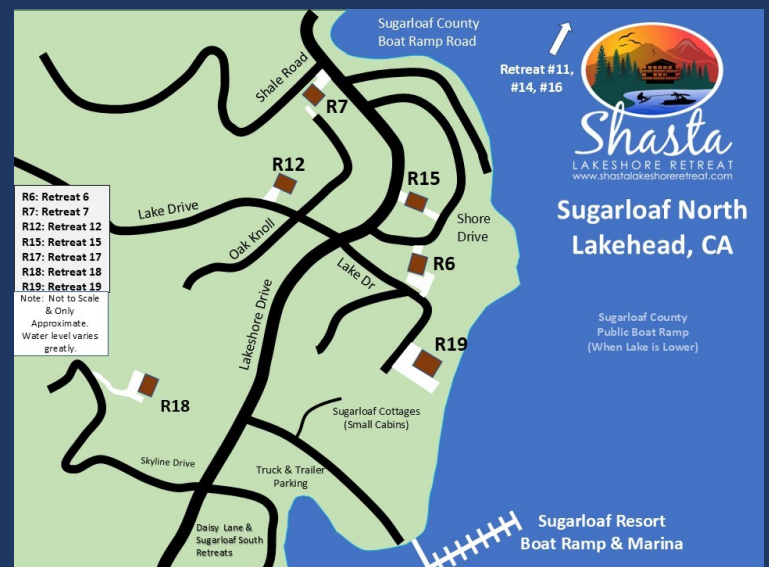 Sugarloaf County
Boat Ramp Road
Retreat #11,
#14, #16
Shasta
LAKESHORE RETREAT
www.shastalakeshoreretreat.com
Sugarloaf North
Lakehead, CA
Shale Road
R7
R12
R15
R6: Retreat 6
R7: Retreat 7
R12: Retreat 12
R15: Retreat 15
R17: Retreat 17
R18: Retreat 18
R19: Retreat 19
Note: Not to Scale
& Only
Approximate.
Water level varies
greatly.
Lake Drive
Oak Knoll
Shore
Drive
Lake Dr
R6
Lakeshore Drive
Sugarloaf County
Public Boat Ramp
(When Lake is Lower)
R19
R18
Sugarloaf Cottages
(Small Cabins)
Skyline Drive
Truck & Trailer
Parking
Daisy Lane &
Sugarloaf South
Retreats
Sugarloaf Resort
Boat Ramp & Marina